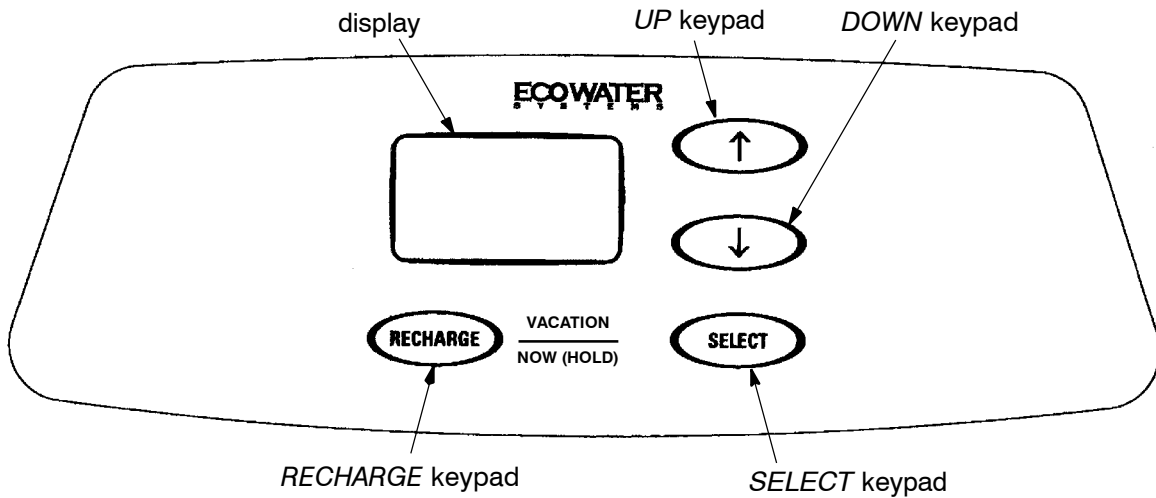 display
UP keypad
DOWN keypad
ECOWATER
SYSTEMS
↑
↓
RECHARGE
VACATION
NOW (HOLD)
SELECT
RECHARGE keypad
SELECT keypad